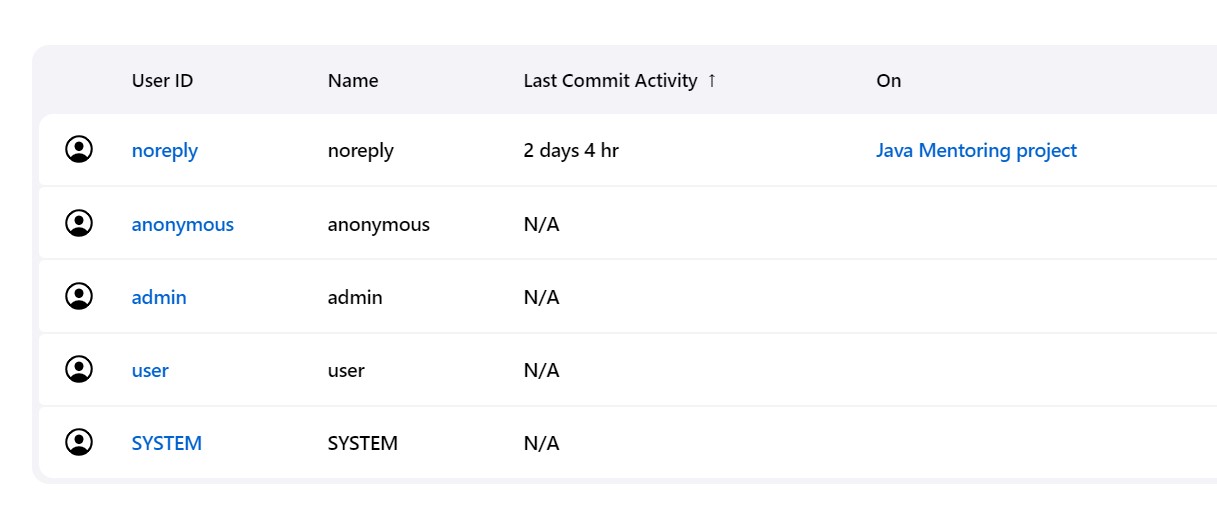 User ID Name Last Commit Activity ↑ On
noreply noreply 2 days 4 hr Java Mentoring project
anonymous anonymous N/A
admin admin N/A
user user N/A
SYSTEM SYSTEM N/A